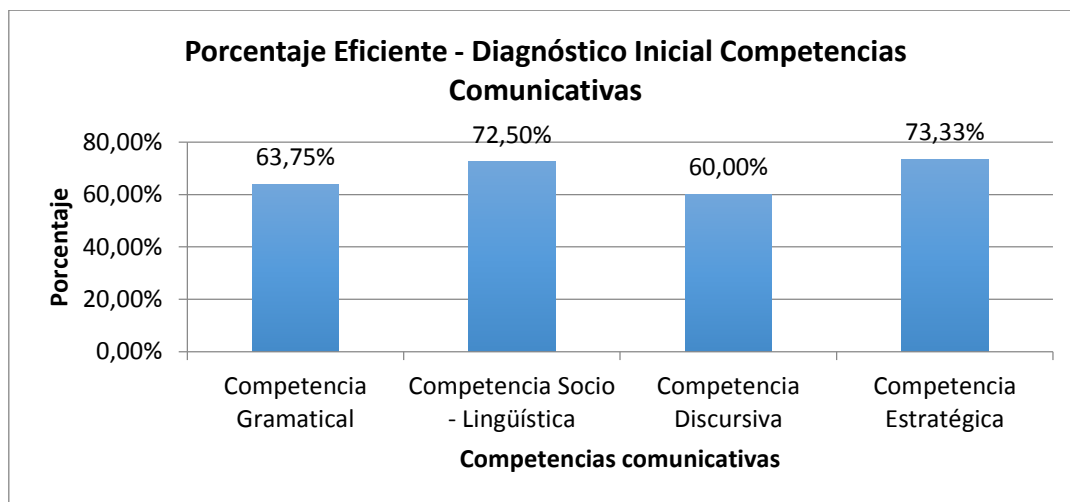 Porcentaje Eficiente - Diagnóstico Inicial Competencias
Comunicativas
Porcentaje
80,00%
60,00%
40,00%
20,00%
0,00%
63,75%
72,50%
60,00%
73,33%
Competencia
Gramatical
Competencia Socio
- Lingüística
Competencia
Discursiva
Competencia
Estratégica
Competencias comunicativas